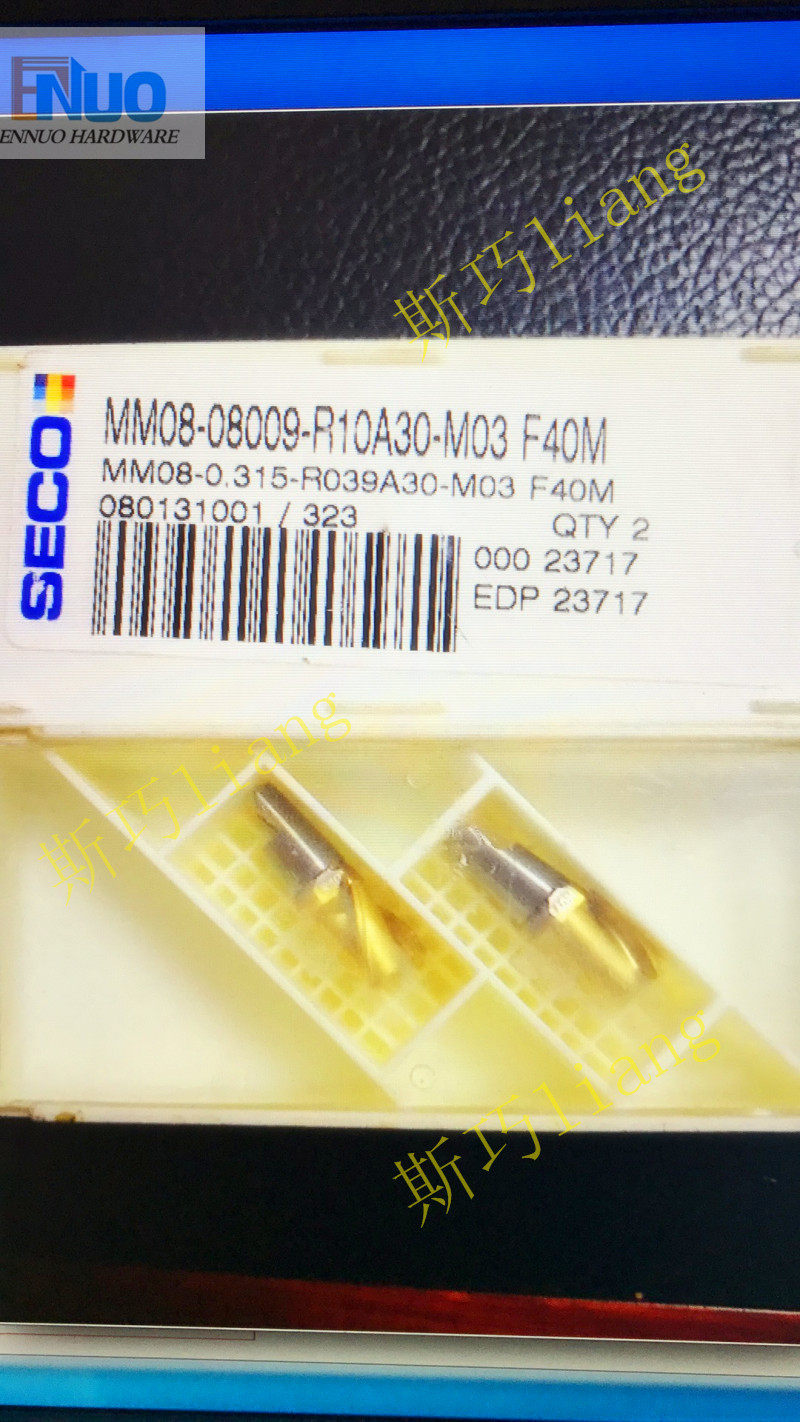 ENUO
ENNUO HARDWARE
斯巧liang
SECO
MM08-08009-R10A30-M03 F40M
MM08-0.315-R039A30-M03 F40M
080131001 / 323
QTY 2
000 23717
EDP 23717
斯巧liang
斯巧liang